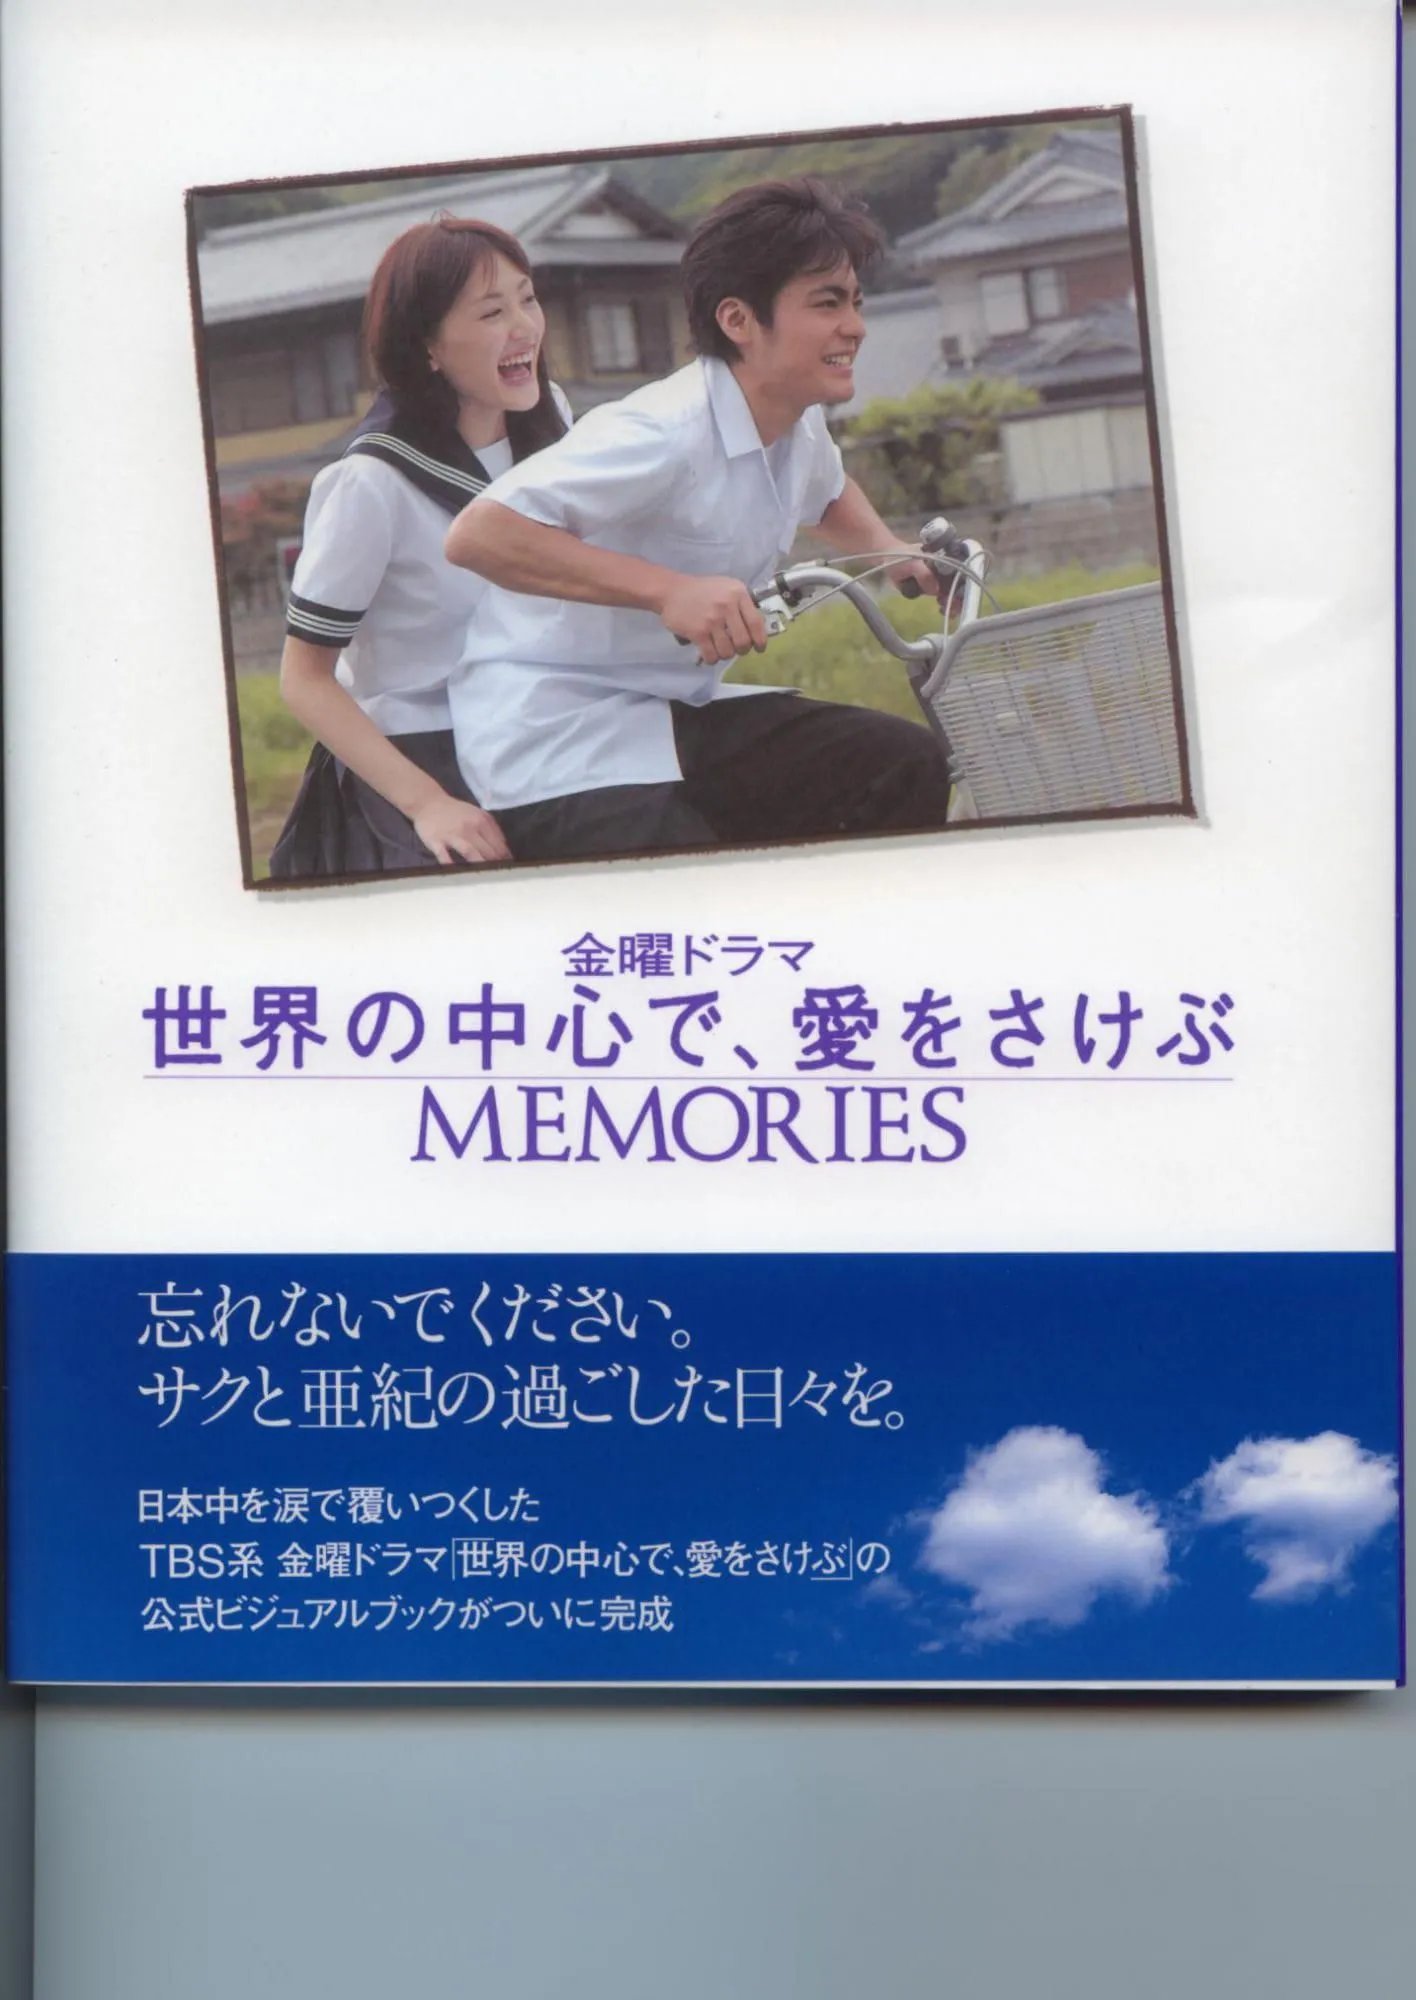 金曜ドラマ
世界の中心で、愛をさけぶ
MEMORIES
忘れないでください。
サクと亜紀の過ごした日々を。
日本中を涙で覆いつくした
TBS系 金曜ドラマ「世界の中心で、愛をさけぶ」の
公式ビジュアルブックがついに完成